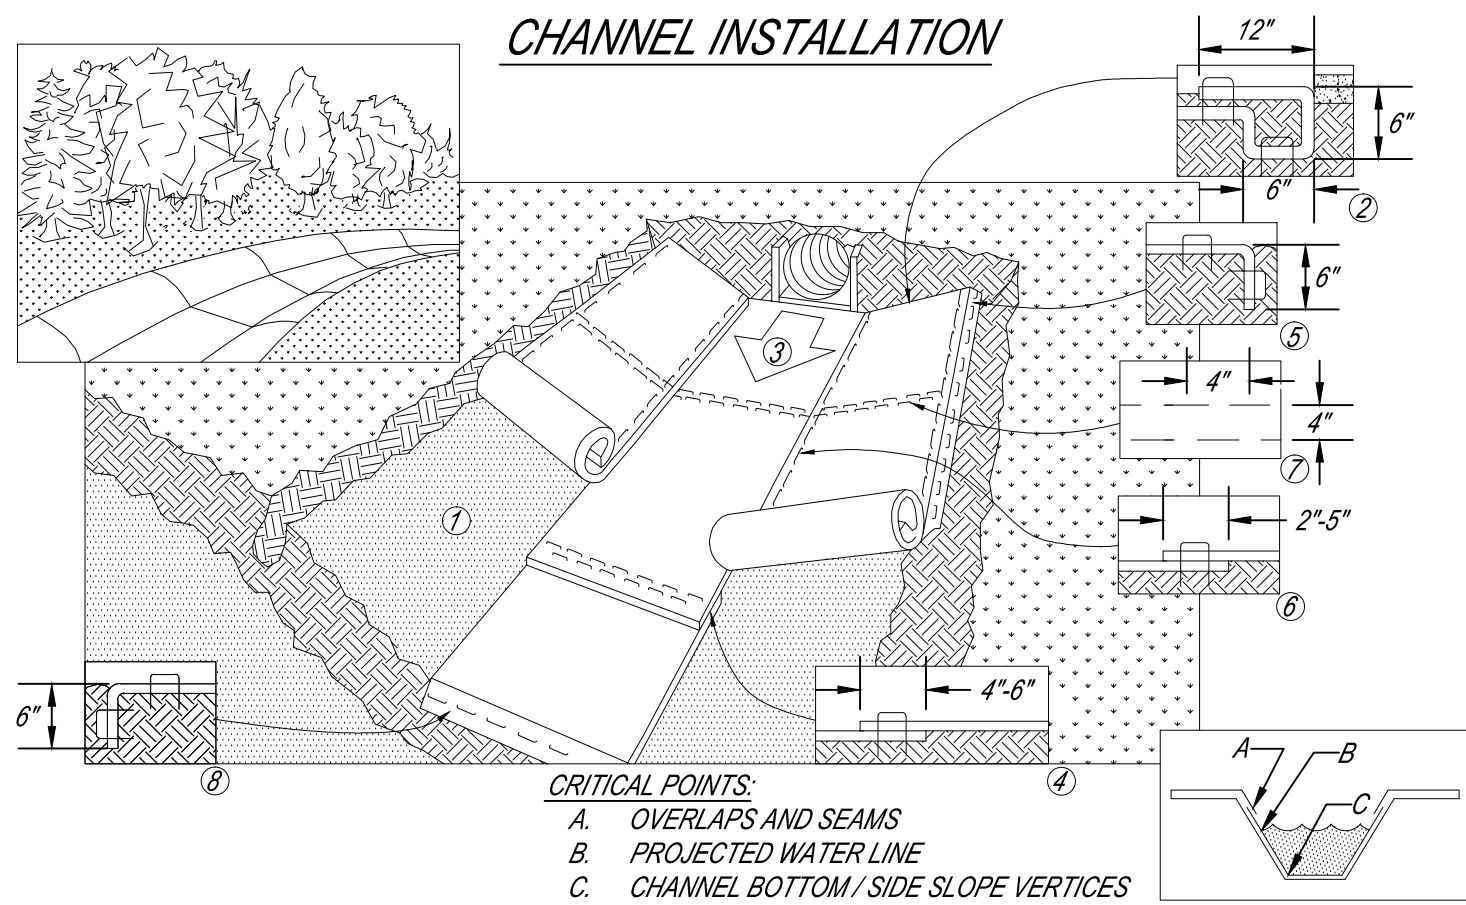 CHANNEL INSTALLATION
12"
6"
6"
2
6"
5
3
4"
4"
7
1
2"-5"
6
4"-6"
4
6"
8
A
B
C
CRITICAL POINTS:
A. OVERLAPS AND SEAMS
B. PROJECTED WATER LINE
C. CHANNEL BOTTOM / SIDE SLOPE VERTICES